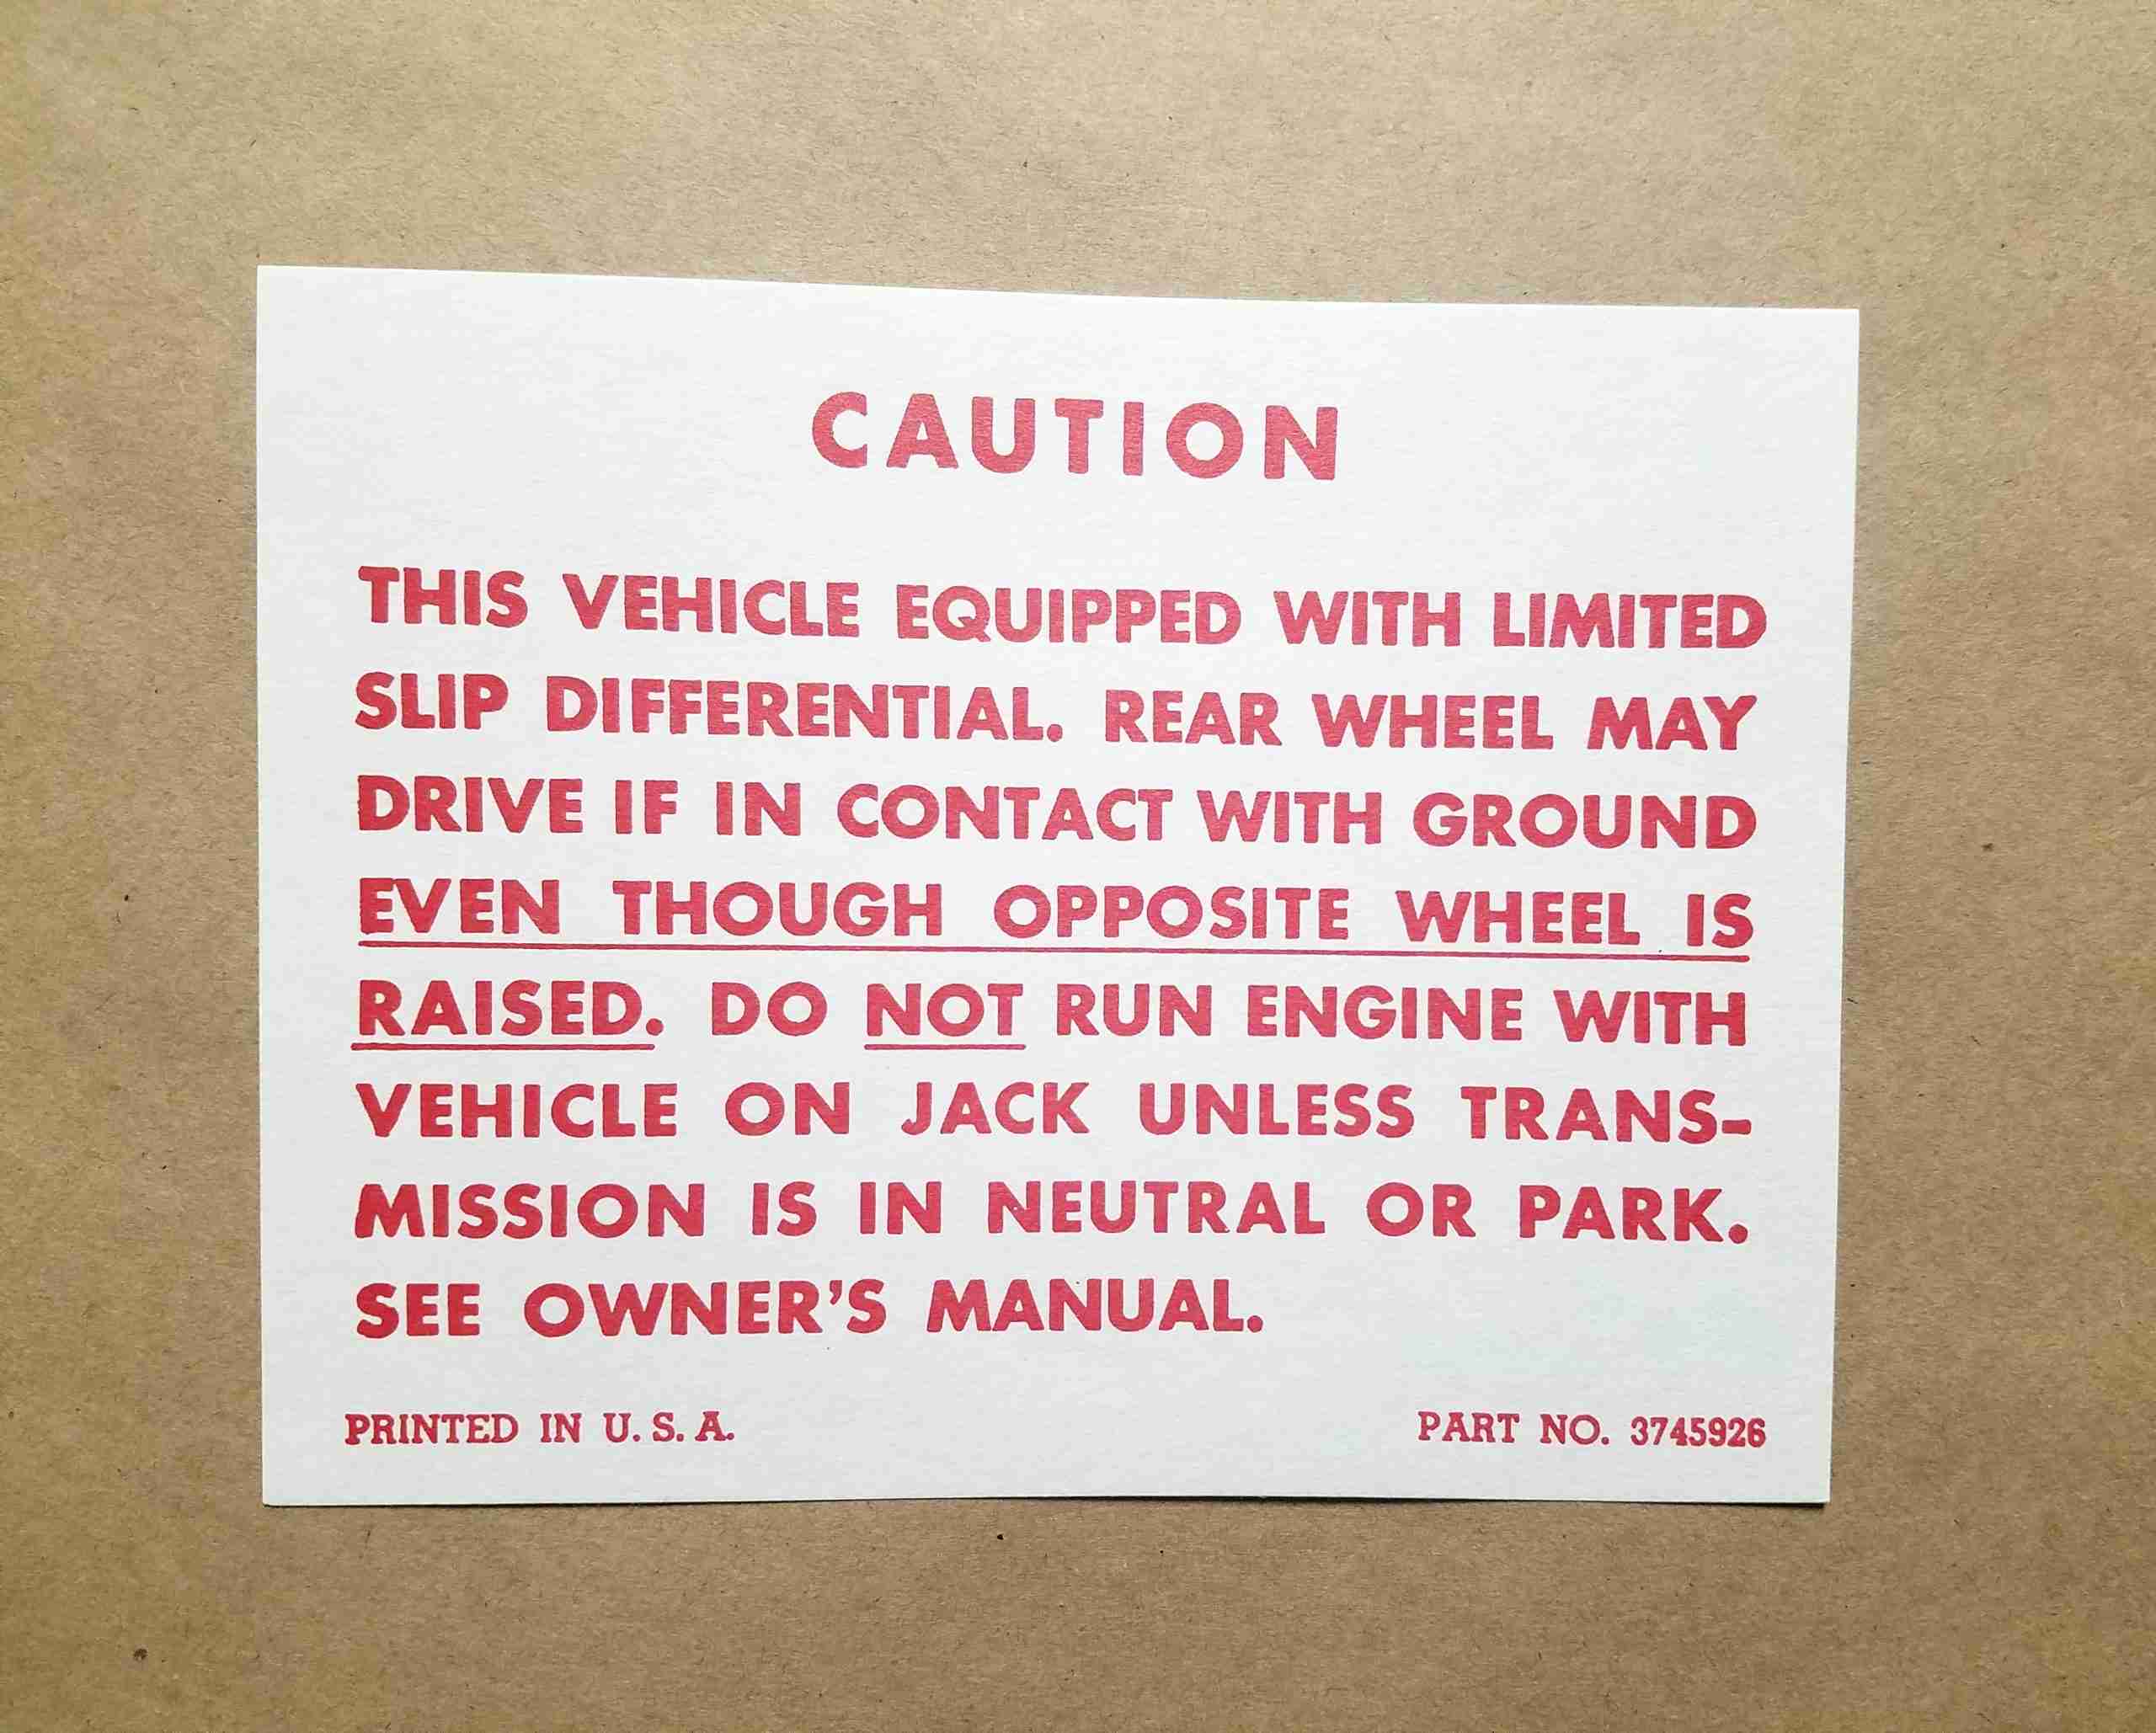 CAUTION
THIS VEHICLE EQUIPPED WITH LIMITED
SLIP DIFFERENTIAL. REAR WHEEL MAY
DRIVE IF IN CONTACT WITH GROUND
EVEN THOUGH OPPOSITE WHEEL IS
RAISED. DO NOT RUN ENGINE WITH
VEHICLE ON JACK UNLESS TRANS-
MISSION IS IN NEUTRAL OR PARK.
SEE OWNER'S MANUAL.
PRINTED IN U. S. A. PART NO. 3745926